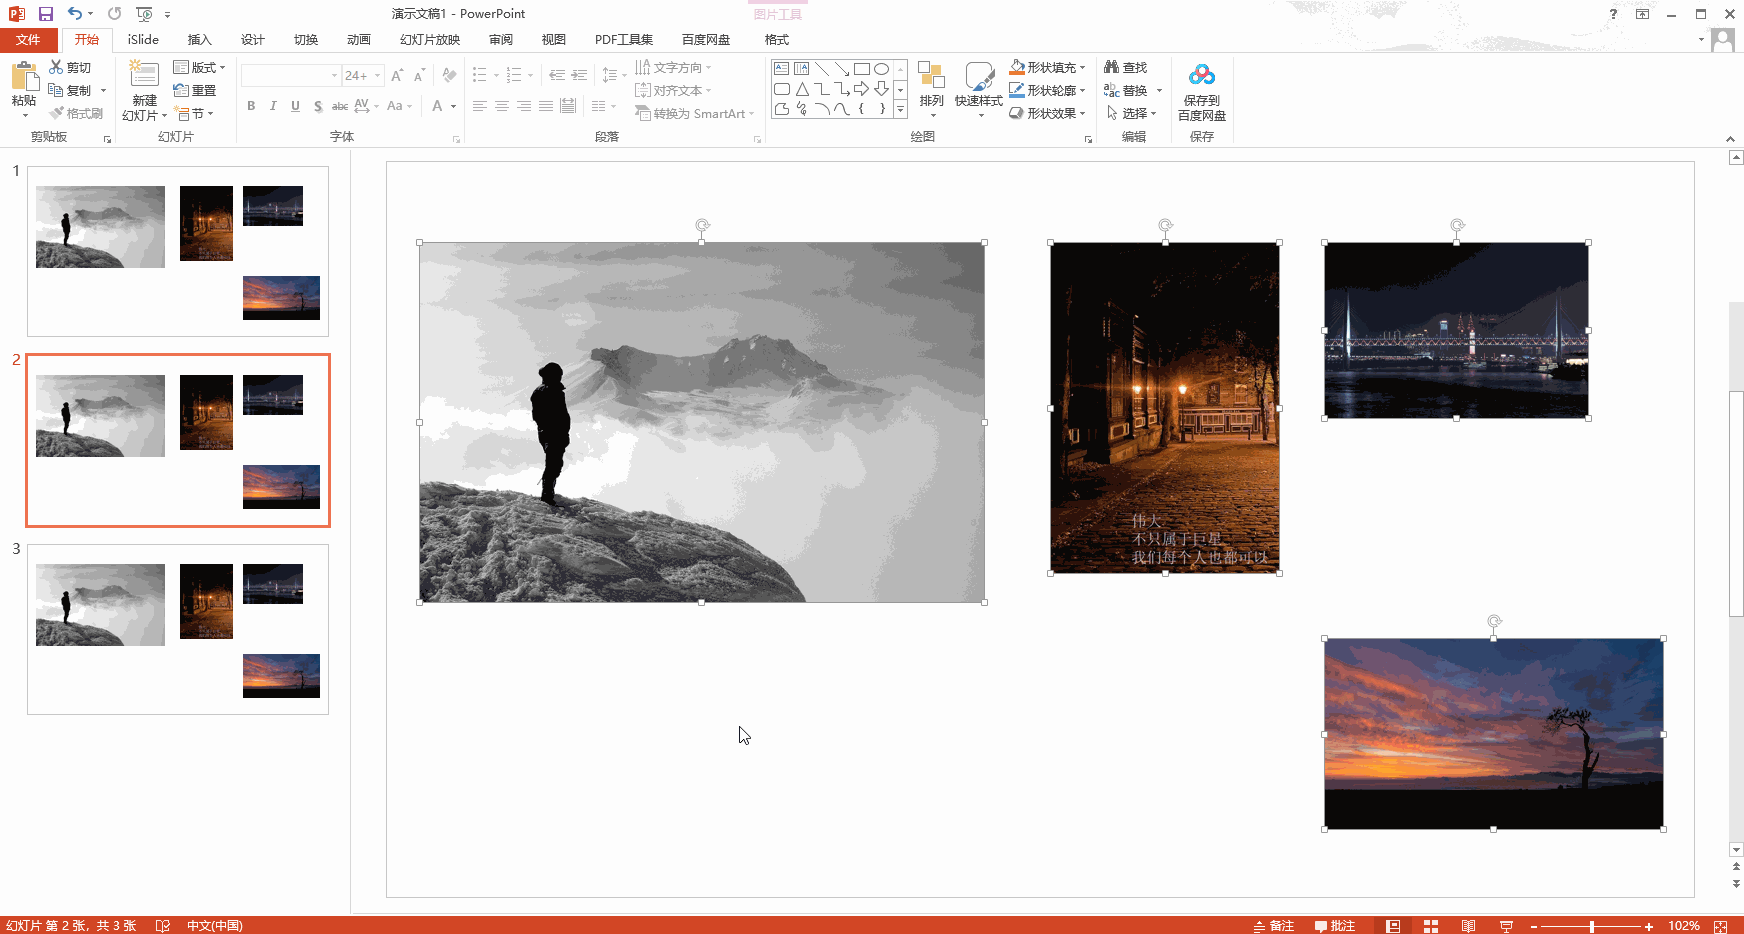 演示文稿1 - PowerPoint
图片工具
?
文件 开始 iSlide 插入 设计 切换 动画 幻灯片放映 审阅 视图 PDF工具集 百度网盘 格式
粘贴
剪切
复制
格式刷
剪贴板
新建
幻灯片
版式
重置
节
幻灯片
24+
B I U S abc AV Aa A
字体
文字方向
对齐文本
转换为 SmartArt
段落
排列
快速样式
形状填充
形状轮廓
形状效果
绘图
查找
替换
选择
编辑
保存到
百度网盘
保存
1
2
3
伟大
不只属于巨星
我们每个人也都可以
幻灯片 第 2 张，共 3 张 中文(中国) 备注 批注 102%